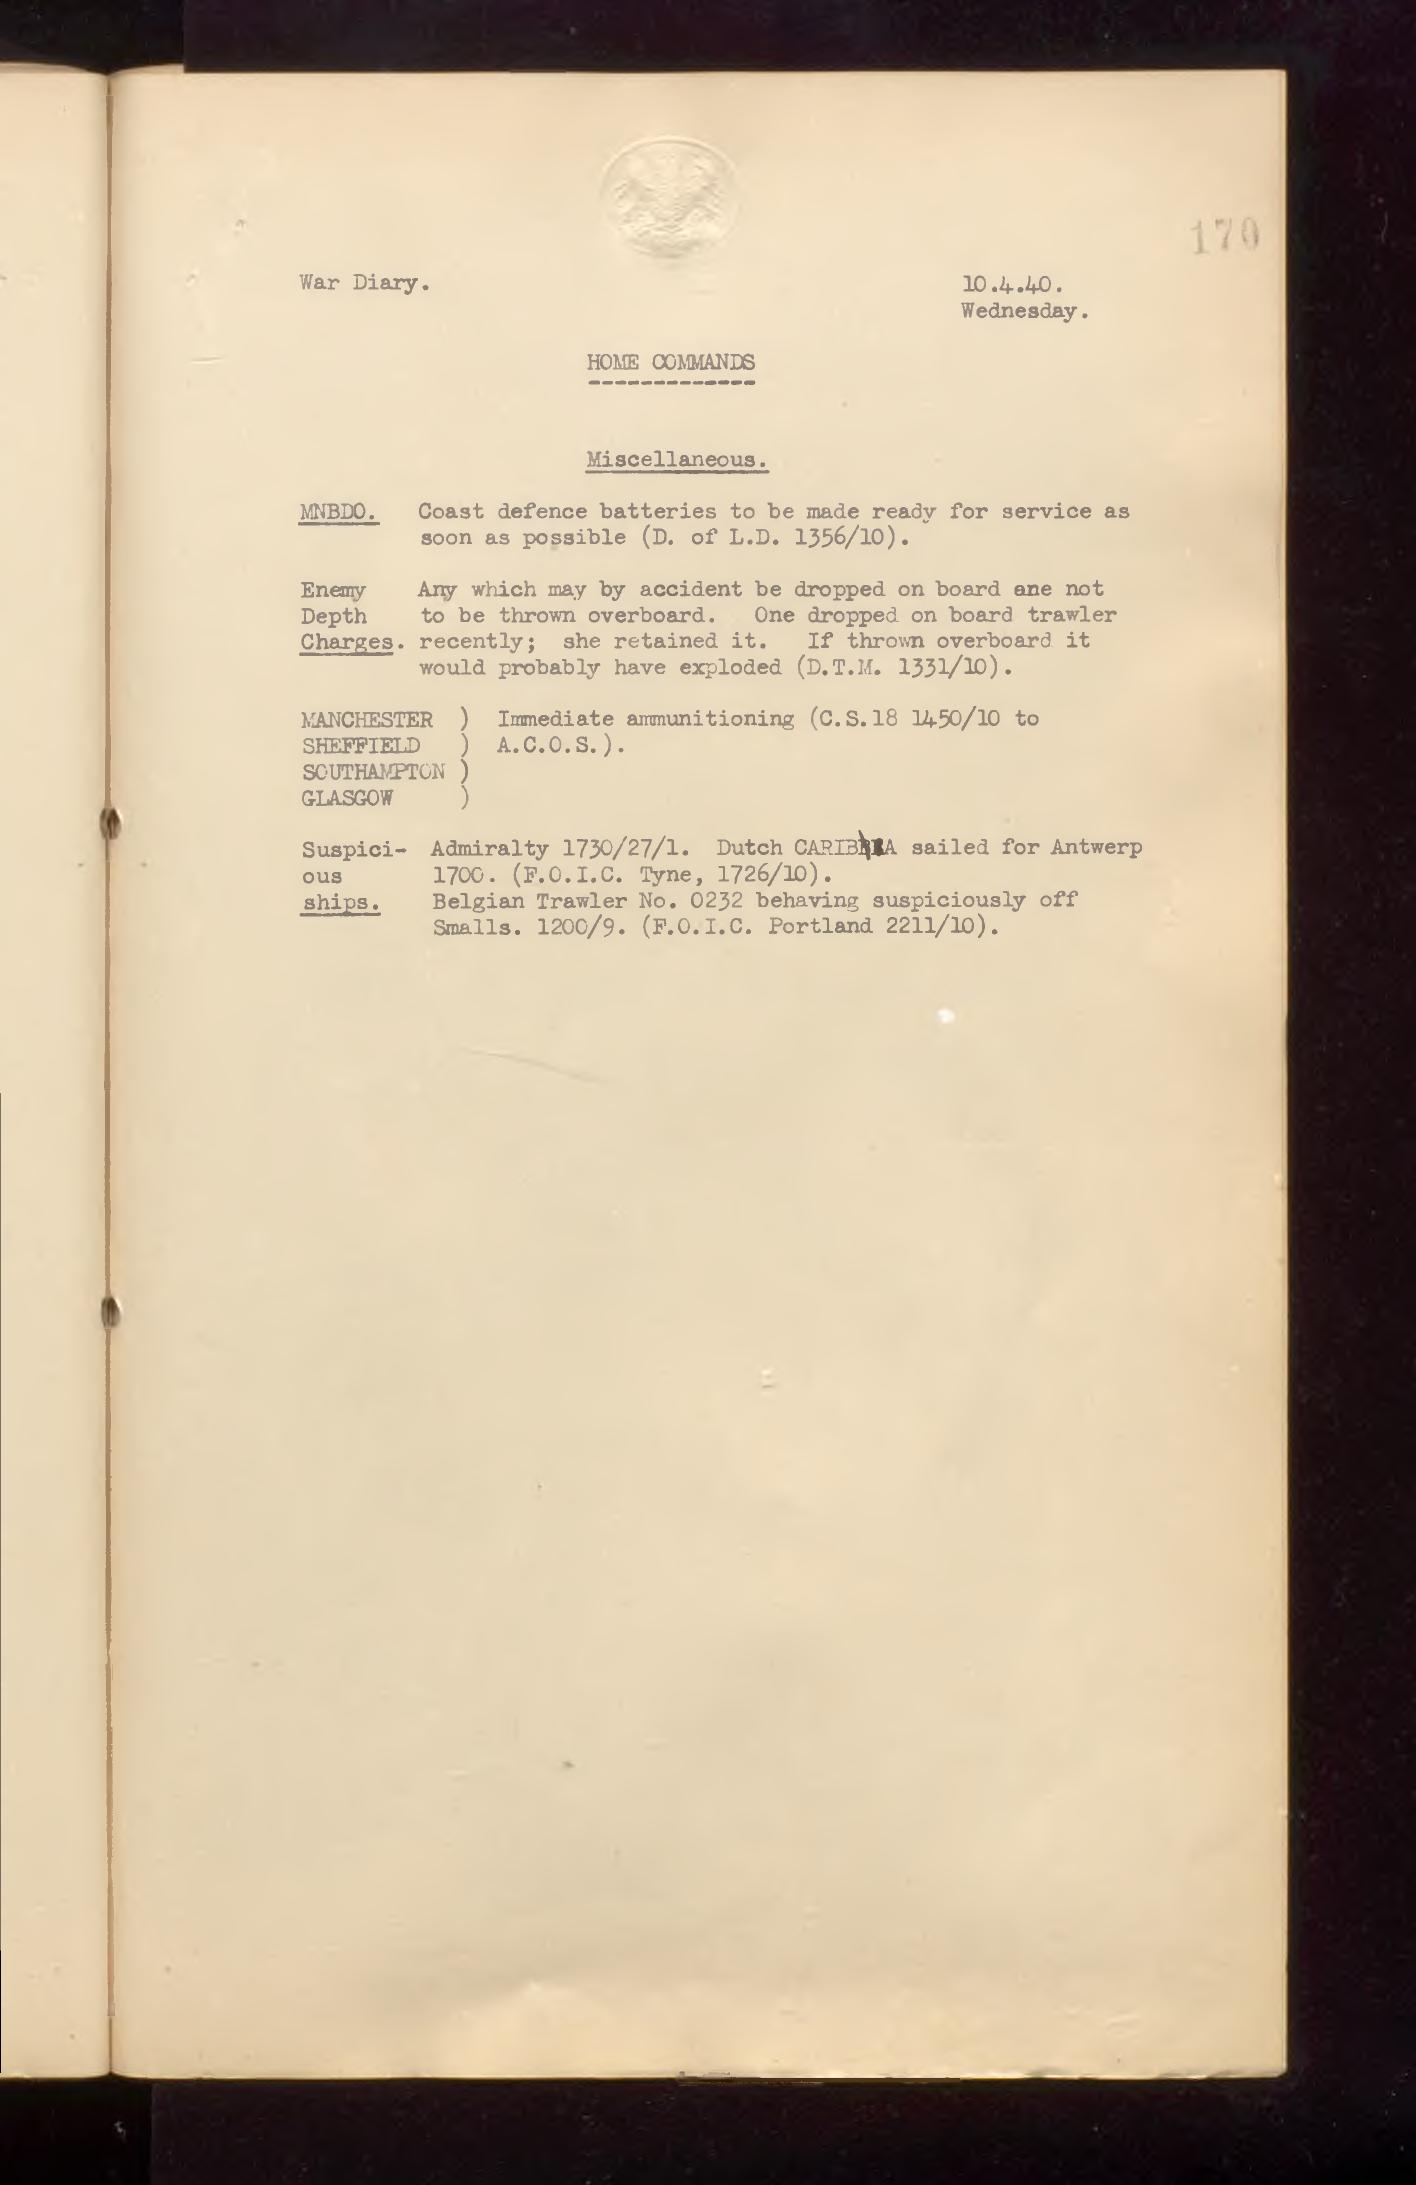 170
War Diary. 10.4.40.
Wednesday.
HOME COMMANDS
Miscellaneous.
MNBDO. Coast defence batteries to be made ready for service as
soon as possible (D. of L.D. 1356/10).
Enemy Any which may by accident be dropped on board ane not
Depth to be thrown overboard. One dropped on board trawler
Charges. recently; she retained it. If thrown overboard it
would probably have exploded (D.T.M. 1331/10).
MANCHESTER ) Immediate ammunitioning (C.S.18 1450/10 to
SHEFFIELD ) A.C.O.S.).
SOUTHAMPTON )
GLASGOW )
Suspici- Admiralty 1730/27/1. Dutch sailed for Antwerp
ous 1700. (F.O.I.C. Tyne, 1726/10).
ships. Belgian Trawler No. 0232 behaving suspiciously off
Smalls. 1200/9. (F.O.I.C. Portland 2211/10).